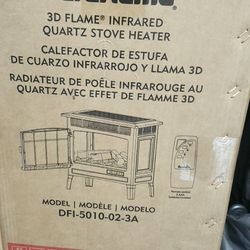 3D FLAME® INFRARED
QUARTZ STOVE HEATER
CALEFACTOR DE ESTUFA
DE CUARZO INFRARROJO Y LLAMA 3D
RADIATEUR DE POÊLE INFRAROUGE AU
QUARTZ AVEC EFFET DE FLAMME 3D
MODEL | MODÈLE | MODELO
DFI-5010-02-3A